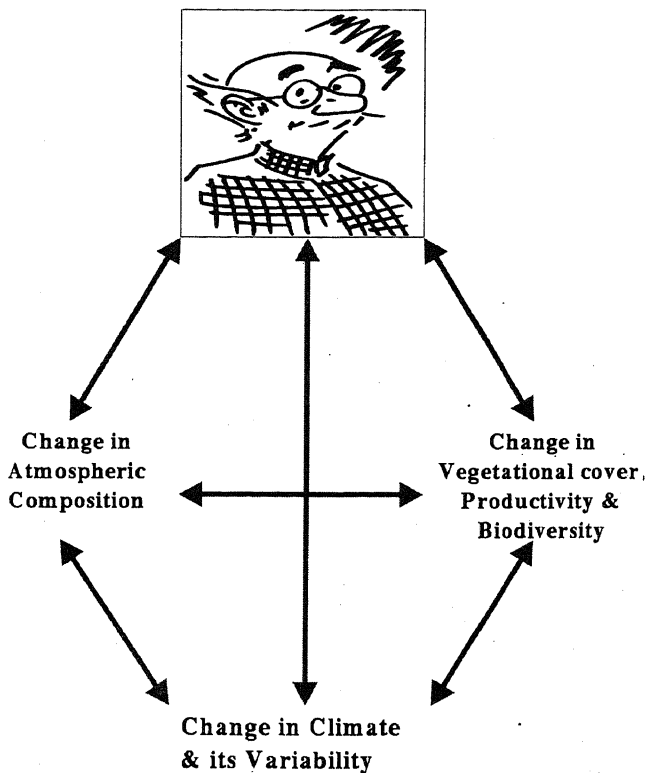 Change in
Atmospheric
Composition
Change in
Vegetational cover,
Productivity &
Biodiversity
Change in Climate
& its Variability